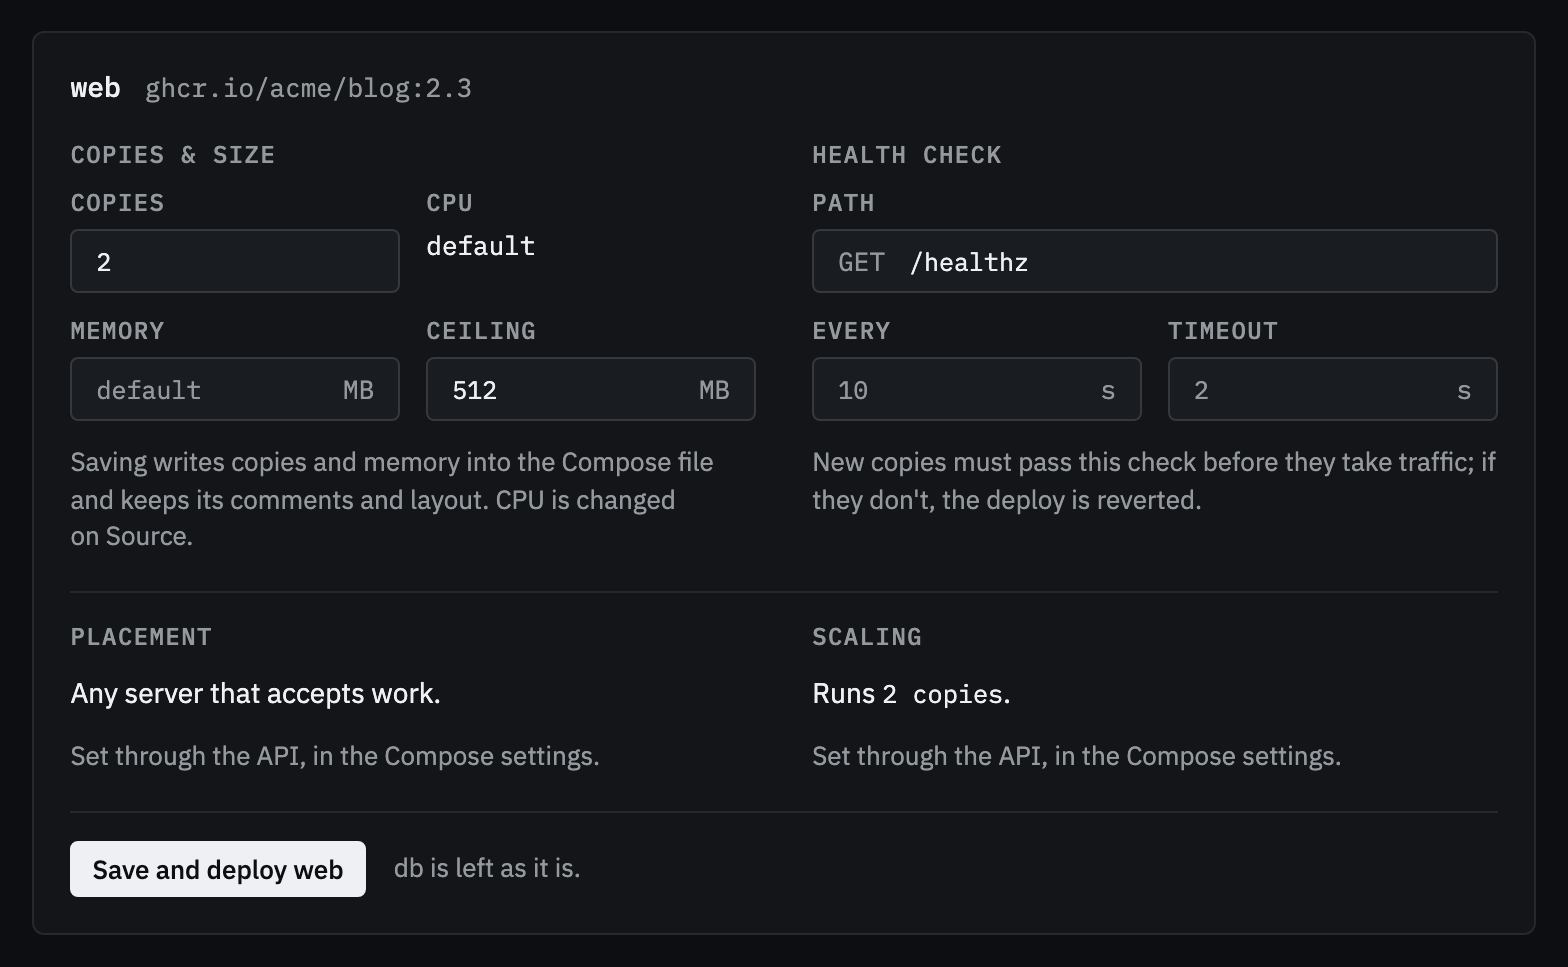 web ghcr.io/acme/blog:2.3
COPIES & SIZE
COPIES
2
CPU
default
MEMORY
default MB
CEILING
512 MB
Saving writes copies and memory into the Compose file
and keeps its comments and layout. CPU is changed
on Source.
HEALTH CHECK
PATH
GET /healthz
EVERY
10 s
TIMEOUT
2 s
New copies must pass this check before they take traffic; if
they don't, the deploy is reverted.
PLACEMENT
Any server that accepts work.
Set through the API, in the Compose settings.
SCALING
Runs 2 copies.
Set through the API, in the Compose settings.
Save and deploy web
db is left as it is.